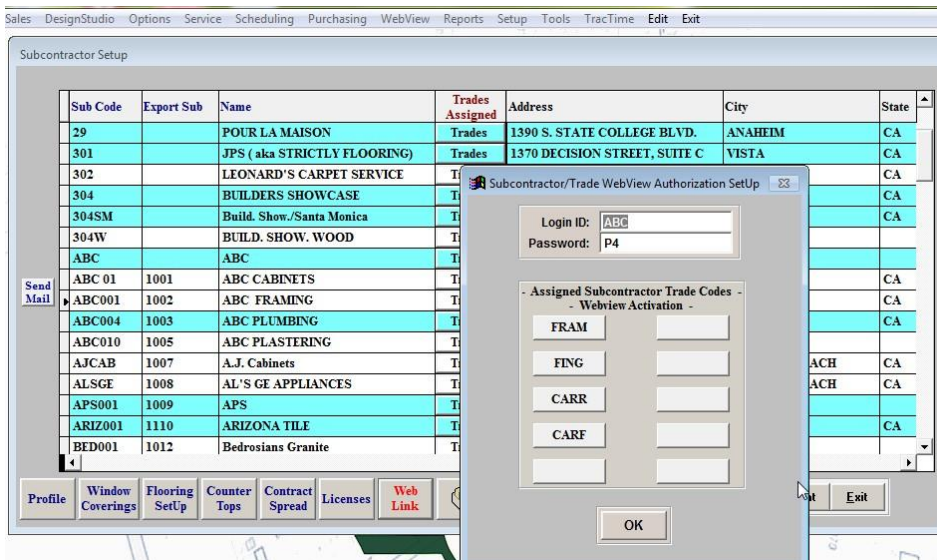 Sales DesignStudio Options Service Scheduling Purchasing WebView Reports Setup Tools TracTime Edit Exit
Subcontractor Setup
Sub Code Export Sub Name Trades Assigned Address City State
29 POUR LA MAISON Trades 1390 S. STATE COLLEGE BLVD. ANAHEIM CA
301 JPS ( aka STRICTLY FLOORING) Trades 1370 DECISION STREET, SUITE C VISTA CA
302 LEONARD'S CARPET SERVICE CA
304 BUILDERS SHOWCASE CA
304SM Build. Show./Santa Monica CA
304W BUILD. SHOW. WOOD
ABC ABC
ABC 01 1001 ABC CABINETS CA
ABC001 1002 ABC FRAMING CA
ABC004 1003 ABC PLUMBING CA
ABC010 1005 ABC PLASTERING
AJCAB 1007 A.J. Cabinets ACH CA
ALSGE 1008 AL'S GE APPLIANCES ACH CA
APS001 1009 APS
ARIZ001 1110 ARIZONA TILE CA
BED001 1012 Bedrosians Granite
Send
Mail
Subcontractor/Trade WebView Authorization SetUp
Login ID: ABC
Password: P4
- Assigned Subcontractor Trade Codes -
- Webview Activation -
FRAM
FING
CARR
CARF
OK
Profile Window Coverings Flooring SetUp Counter Tops Contract Spread Licenses Web Link Exit